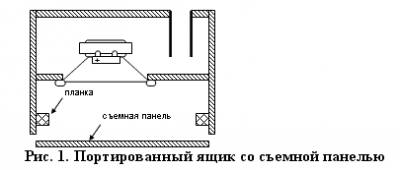 +
планка
съемная панель
Рис. 1. Портированный ящик со съемной панелью